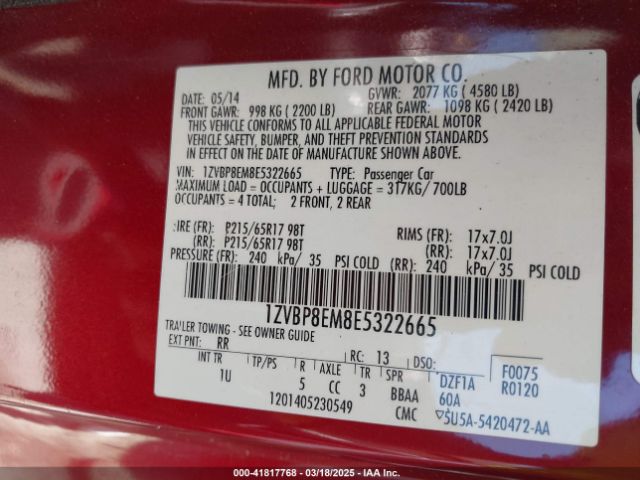 MFD. BY FORD MOTOR CO.
DATE: 05/14 GVWR: 2077 KG ( 4580 LB)
FRONT GAWR: 998 KG ( 2200 LB) REAR GAWR: 1098 KG ( 2420 LB)
THIS VEHICLE CONFORMS TO ALL APPLICABLE FEDERAL MOTOR
VEHICLE SAFETY, BUMPER, AND THEFT PREVENTION STANDARDS
IN EFFECT ON THE DATE OF MANUFACTURE SHOWN ABOVE.
VIN: 1ZVBP8EM8E5322665 TYPE: Passenger Car
MAXIMUM LOAD = OCCUPANTS + LUGGAGE = 317KG/ 700LB
OCCUPANTS = 4 TOTAL; 2 FRONT, 2 REAR
IRE (FR): P215/65R17 98T RIMS (FR): 17x7.0J
(RR): P215/65R17 98T (RR): 17x7.0J
PRESSURE (FR): 240 kPa/ 35 PSI COLD (RR): 240 kPa/ 35 PSI COLD
1ZVBP8EM8E5322665
TRAILER TOWING - SEE OWNER GUIDE
EXT PNT: RR RC: 13 DSO: F0075
INT TR TP/PS R AXLE TR SPR DZF1A R0120
1U 5 CC 3 BBAA 60A
1201405230549 CMC SU5A-5420472-AA
000-41817768 | 03/18/2025 | IAAI.COM